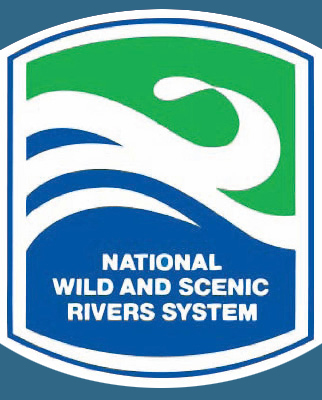 NATIONAL
WILD AND SCENIC
RIVERS SYSTEM